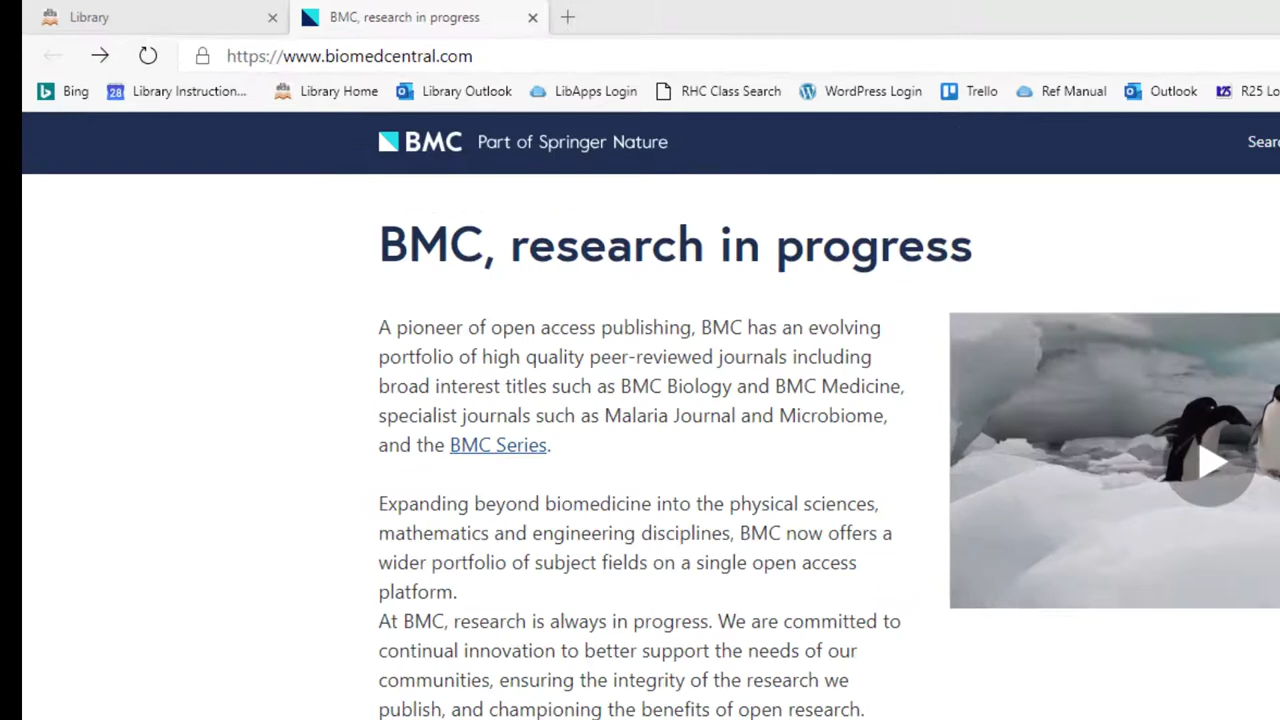 Library
BMC, research in progress
https://www.biomedcentral.com
Bing
28
Library Instruction...
Library Home
Library Outlook
LibApps Login
RHC Class Search
WordPress Login
Trello
Ref Manual
Outlook
R25 Lo
BMC Part of Springer Nature
Sear
BMC, research in progress
A pioneer of open access publishing, BMC has an evolving
portfolio of high quality peer-reviewed journals including
broad interest titles such as BMC Biology and BMC Medicine,
specialist journals such as Malaria Journal and Microbiome,
and the BMC Series.
Expanding beyond biomedicine into the physical sciences,
mathematics and engineering disciplines, BMC now offers a
wider portfolio of subject fields on a single open access
platform.
At BMC, research is always in progress. We are committed to
continual innovation to better support the needs of our
communities, ensuring the integrity of the research we
publish, and championing the benefits of open research.